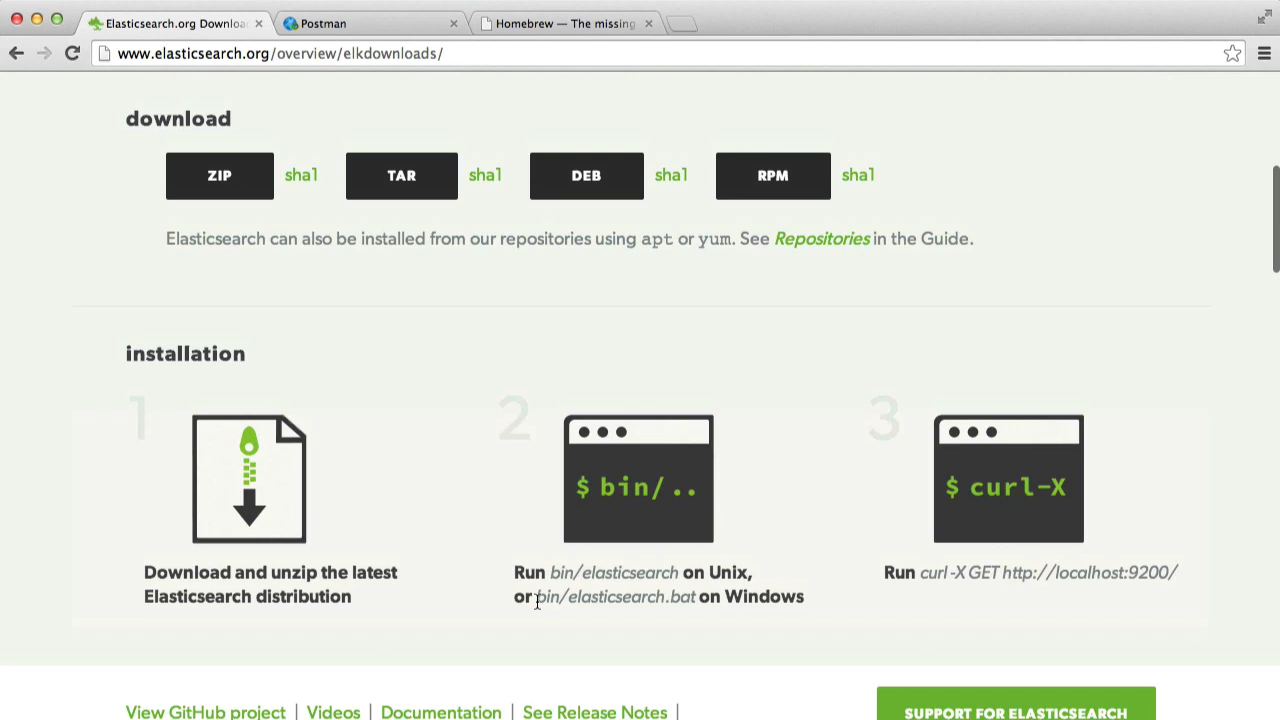 Elasticsearch.org Downloa
Postman
Homebrew — The missing
www.elasticsearch.org/overview/elkdownloads/
download
ZIP sha1 TAR sha1 DEB sha1 RPM sha1
Elasticsearch can also be installed from our repositories using apt or yum. See Repositories in the Guide.
installation
1
2
3
$ bin/..
$ curl-X
Download and unzip the latest
Elasticsearch distribution
Run bin/elasticsearch on Unix,
or bin/elasticsearch.bat on Windows
Run curl -X GET http://localhost:9200/
View GitHub project | Videos | Documentation | See Release Notes |
SUPPORT FOR ELASTICSEARCH